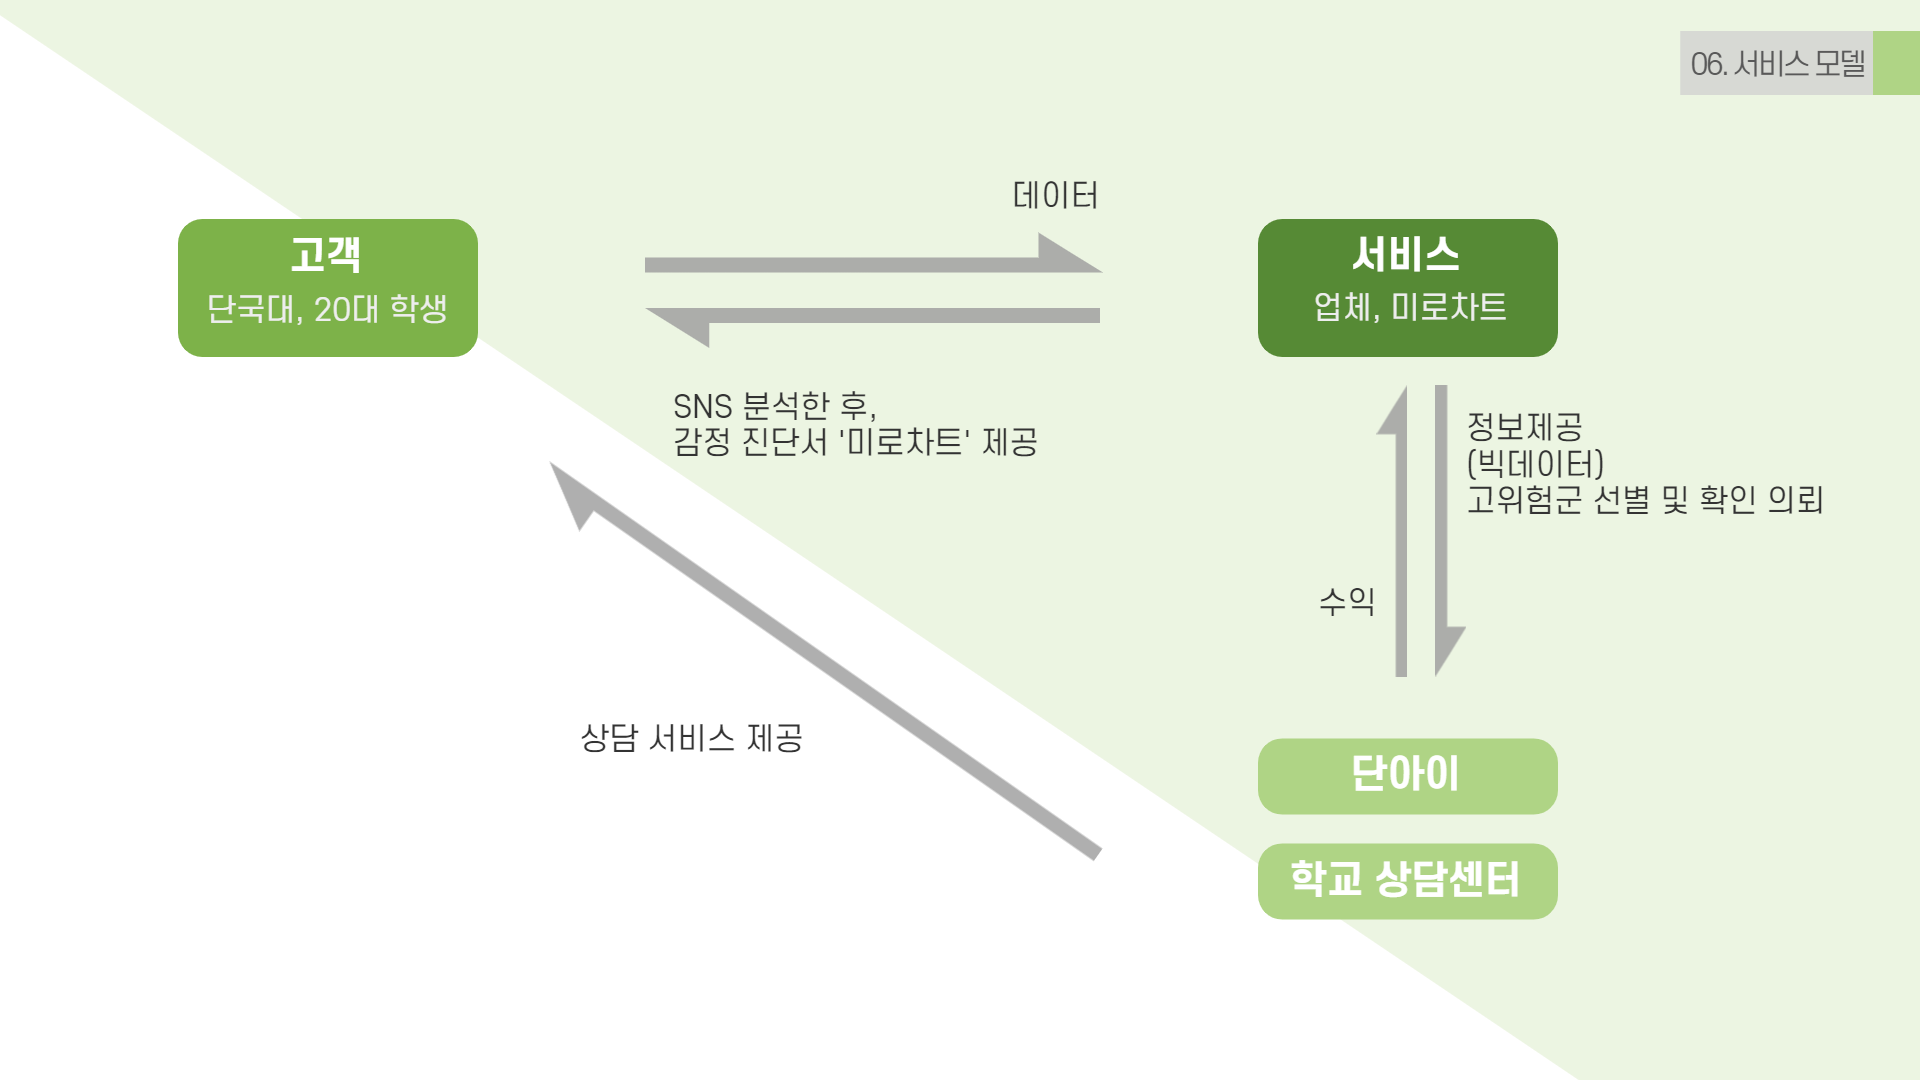 06. 서비스 모델
데이터
고객
단국대, 20대 학생
서비스
업체, 미로차트
SNS 분석한 후,
감정 진단서 '미로차트' 제공
정보제공
(빅데이터)
고위험군 선별 및 확인 의뢰
수익
상담 서비스 제공
단아이
학교 상담센터